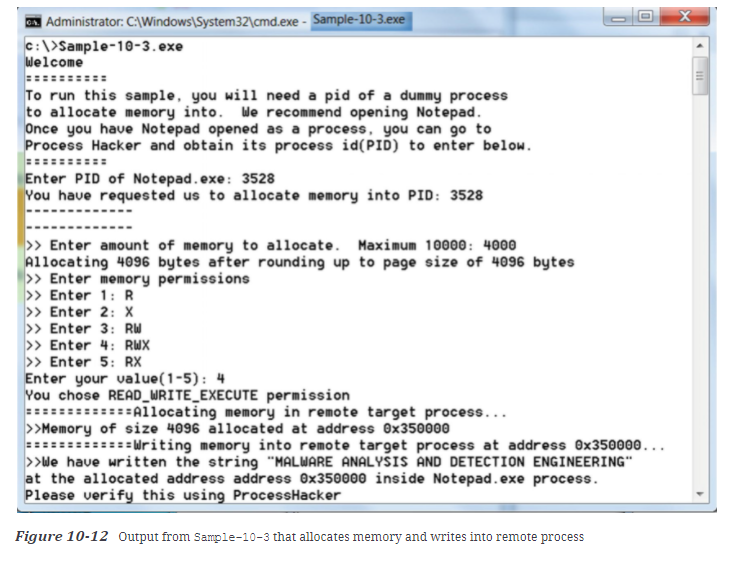 Administrator: C:\Windows\System32\cmd.exe - Sample-10-3.exe
c:\>Sample-10-3.exe
Welcome
==========
To run this sample, you will need a pid of a dummy process
to allocate memory into.  We recommend opening Notepad.
Once you have Notepad opened as a process, you can go to
Process Hacker and obtain its process id(PID) to enter below.
==========
Enter PID of Notepad.exe: 3528
You have requested us to allocate memory into PID: 3528
-------------
-------------
>> Enter amount of memory to allocate.  Maximum 10000: 4000
Allocating 4096 bytes after rounding up to page size of 4096 bytes
>> Enter memory permissions
>> Enter 1: R
>> Enter 2: X
>> Enter 3: RW
>> Enter 4: RWX
>> Enter 5: RX
Enter your value(1-5): 4
You chose READ_WRITE_EXECUTE permission
=============Allocating memory in remote target process...
>>Memory of size 4096 allocated at address 0x350000
=============Writing memory into remote target process at address 0x350000...
>>We have written the string "MALWARE ANALYSIS AND DETECTION ENGINEERING"
at the allocated address address 0x350000 inside Notepad.exe process.
Please verify this using ProcessHacker
Figure 10-12 Output from Sample-10-3 that allocates memory and writes into remote process